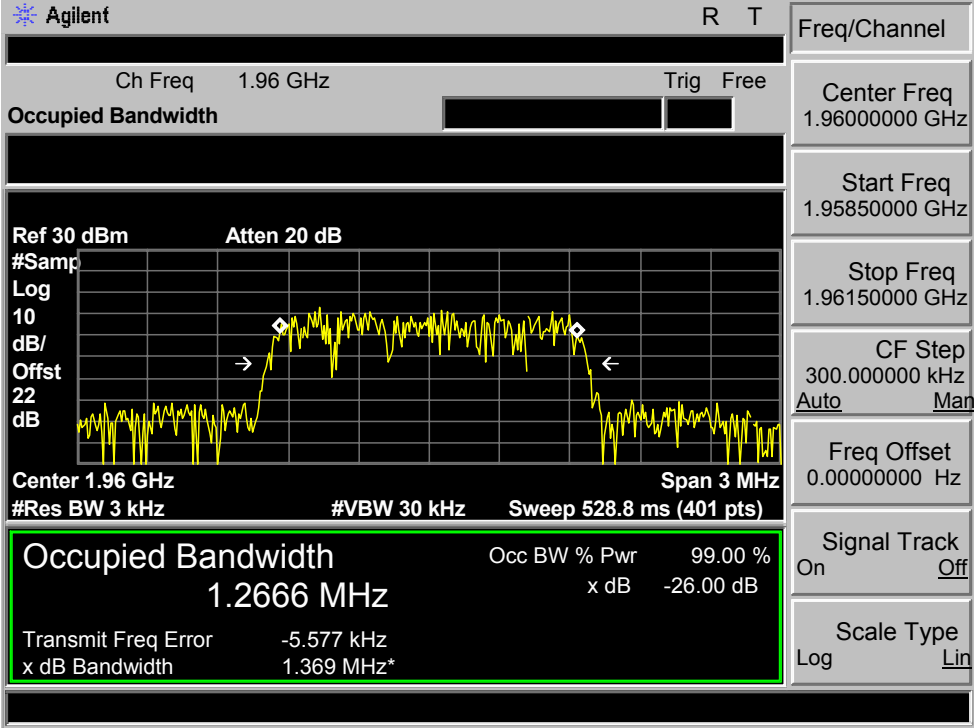 Agilent R T
Freq/Channel
Ch Freq 1.96 GHz Trig Free
Occupied Bandwidth
Center Freq
1.96000000 GHz
Start Freq
1.95850000 GHz
Stop Freq
1.96150000 GHz
CF Step
300.000000 kHz
Auto Man
Freq Offset
0.00000000 Hz
Signal Track
On Off
Scale Type
Log Lin
Ref 30 dBm Atten 20 dB
#Samp
Log
10
dB/
Offst
22
dB
Center 1.96 GHz Span 3 MHz
#Res BW 3 kHz #VBW 30 kHz Sweep 528.8 ms (401 pts)
Occupied Bandwidth Occ BW % Pwr 99.00 %
1.2666 MHz x dB -26.00 dB
Transmit Freq Error -5.577 kHz
x dB Bandwidth 1.369 MHz*